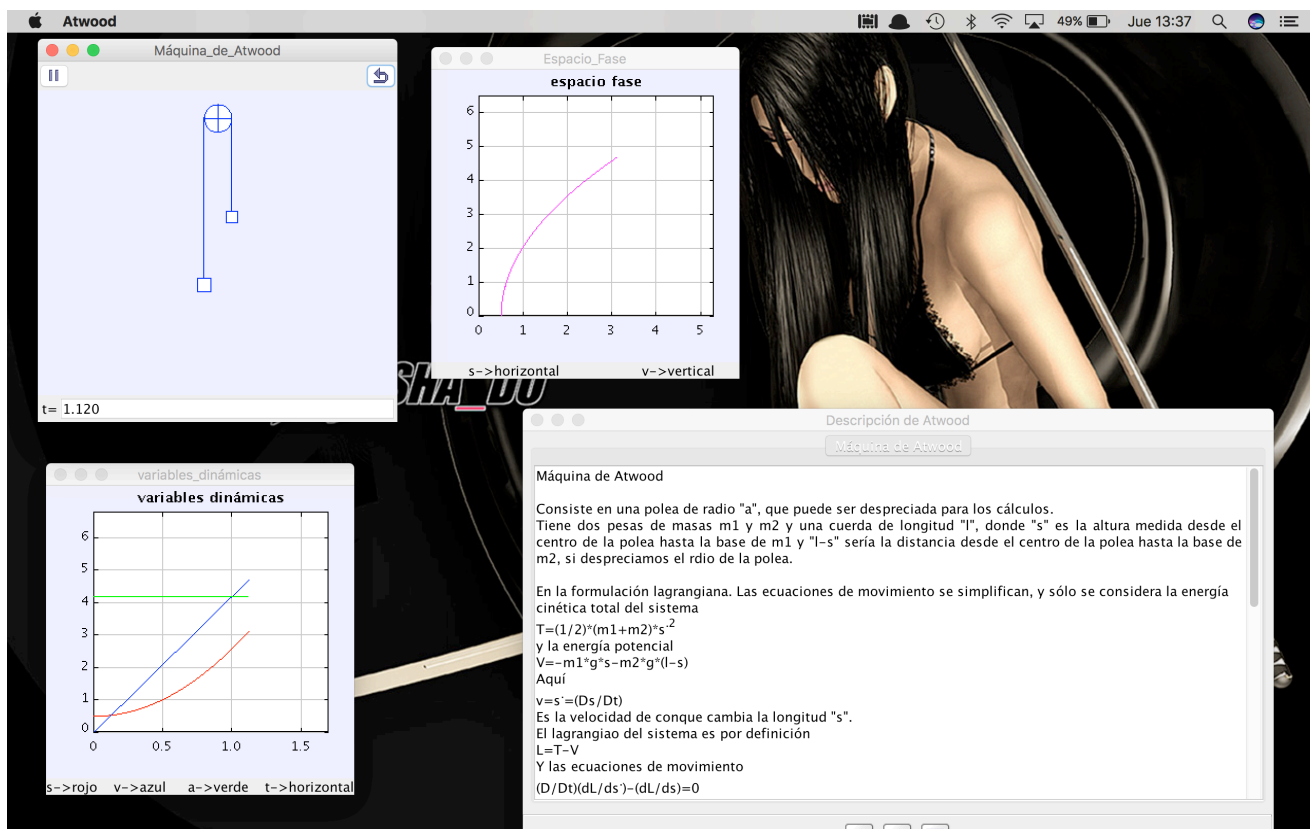 Atwood
49%
Jue 13:37
Máquina_de_Atwood
t= 1.120
Espacio_Fase
espacio fase
6
5
4
3
2
1
0
0 1 2 3 4 5
s->horizontal v->vertical
SHA_DO
variables_dinámicas
variables dinámicas
6
5
4
3
2
1
0
0 0.5 1.0 1.5
s->rojo v->azul a->verde t->horizontal
Descripción de Atwood
Máquina de Atwood
Máquina de Atwood
Consiste en una polea de radio "a", que puede ser despreciada para los cálculos.
Tiene dos pesas de masas m1 y m2 y una cuerda de longitud "l", donde "s" es la altura medida desde el
centro de la polea hasta la base de m1 y "l-s" sería la distancia desde el centro de la polea hasta la base de
m2, si despreciamos el rdio de la polea.
En la formulación lagrangiana. Las ecuaciones de movimiento se simplifican, y sólo se considera la energía
cinética total del sistema
T=(1/2)*(m1+m2)*s˙²
y la energía potencial
V=-m1*g*s-m2*g*(l-s)
Aquí
v=s˙=(Ds/Dt)
Es la velocidad de conque cambia la longitud "s".
El lagrangiao del sistema es por definición
L=T-V
Y las ecuaciones de movimiento
(D/Dt)(dL/ds˙)-(dL/ds)=0